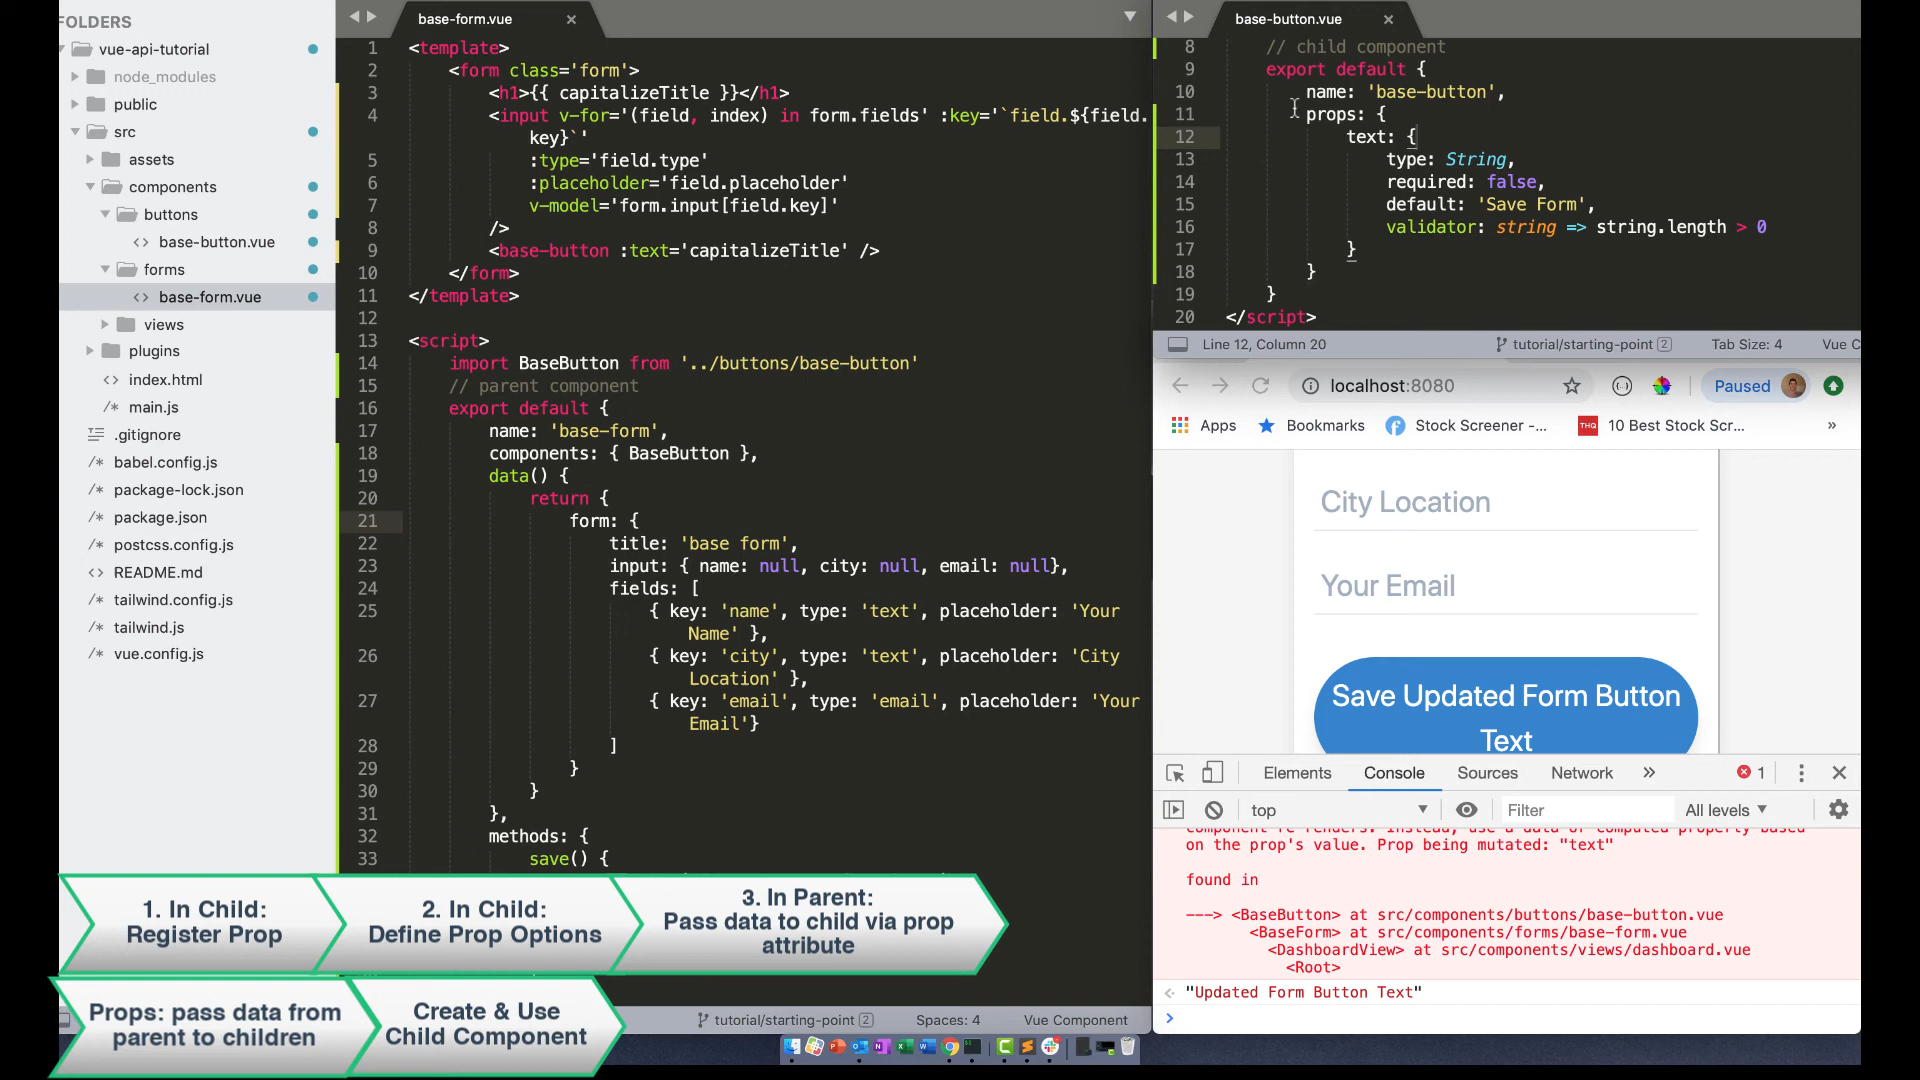 FOLDERS
vue-api-tutorial
node_modules
public
src
assets
components
buttons
base-button.vue
forms
base-form.vue
views
plugins
index.html
main.js
.gitignore
babel.config.js
package-lock.json
package.json
postcss.config.js
README.md
tailwind.config.js
tailwind.js
vue.config.js
base-form.vue
1 <template>
2 <form class='form'>
3 <h1>{{ capitalizeTitle }}</h1>
4 <input v-for='(field, index) in form.fields' :key='`field.${field.
key}`'
5 :type='field.type'
6 :placeholder='field.placeholder'
7 v-model='form.input[field.key]'
8 />
9 <base-button :text='capitalizeTitle' />
10 </form>
11 </template>
12
13 <script>
14 import BaseButton from '../buttons/base-button'
15 // parent component
16 export default {
17 name: 'base-form',
18 components: { BaseButton },
19 data() {
20 return {
21 form: {
22 title: 'base form',
23 input: { name: null, city: null, email: null},
24 fields: [
25 { key: 'name', type: 'text', placeholder: 'Your
Name' },
26 { key: 'city', type: 'text', placeholder: 'City
Location' },
27 { key: 'email', type: 'email', placeholder: 'Your
Email'}
28 ]
29 }
30 }
31 },
32 methods: {
33 save() {
tutorial/starting-point 2 Spaces: 4 Vue Component
base-button.vue
8 // child component
9 export default {
10 name: 'base-button',
11 props: {
12 text: {
13 type: String,
14 required: false,
15 default: 'Save Form',
16 validator: string => string.length > 0
17 }
18 }
19 }
20 </script>
Line 12, Column 20 tutorial/starting-point 2 Tab Size: 4 Vue C
localhost:8080 Paused
Apps Bookmarks Stock Screener -... THQ 10 Best Stock Scr... »
City Location
Your Email
Save Updated Form Button
Text
Elements Console Sources Network » 1
top Filter All levels
on the prop's value. Prop being mutated: "text"
found in
---> <BaseButton> at src/components/buttons/base-button.vue
<BaseForm> at src/components/forms/base-form.vue
<DashboardView> at src/components/views/dashboard.vue
<Root>
"Updated Form Button Text"
>
1. In Child:
Register Prop
2. In Child:
Define Prop Options
3. In Parent:
Pass data to child via prop
attribute
Props: pass data from
parent to children
Create & Use
Child Component